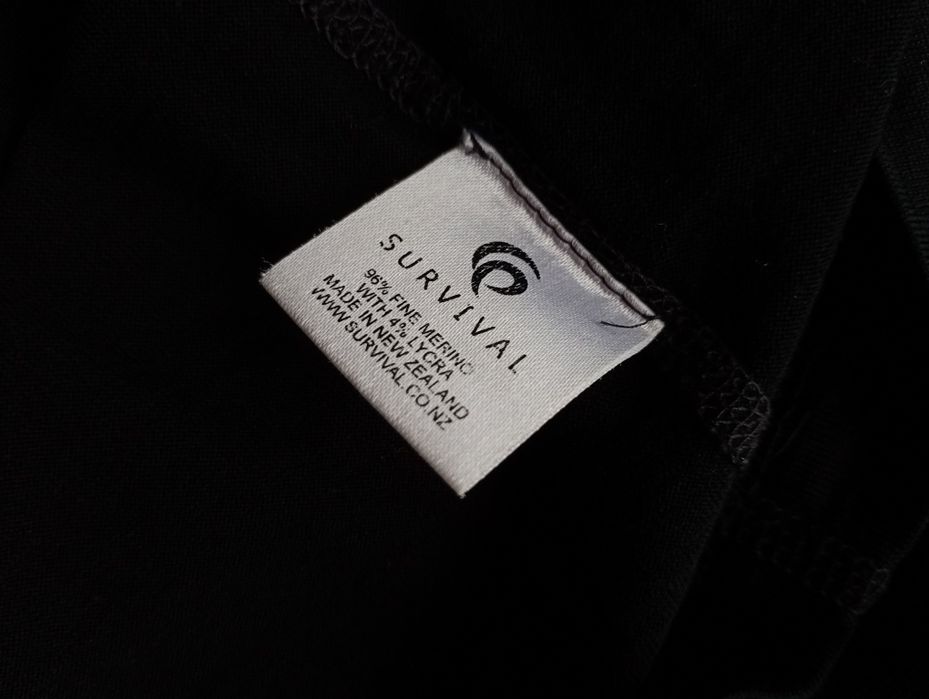 SURVIVAL
96% FINE MERINO
WITH 4% LYCRA
MADE IN NEW ZEALAND
WWW.SURVIVAL.CO.NZ